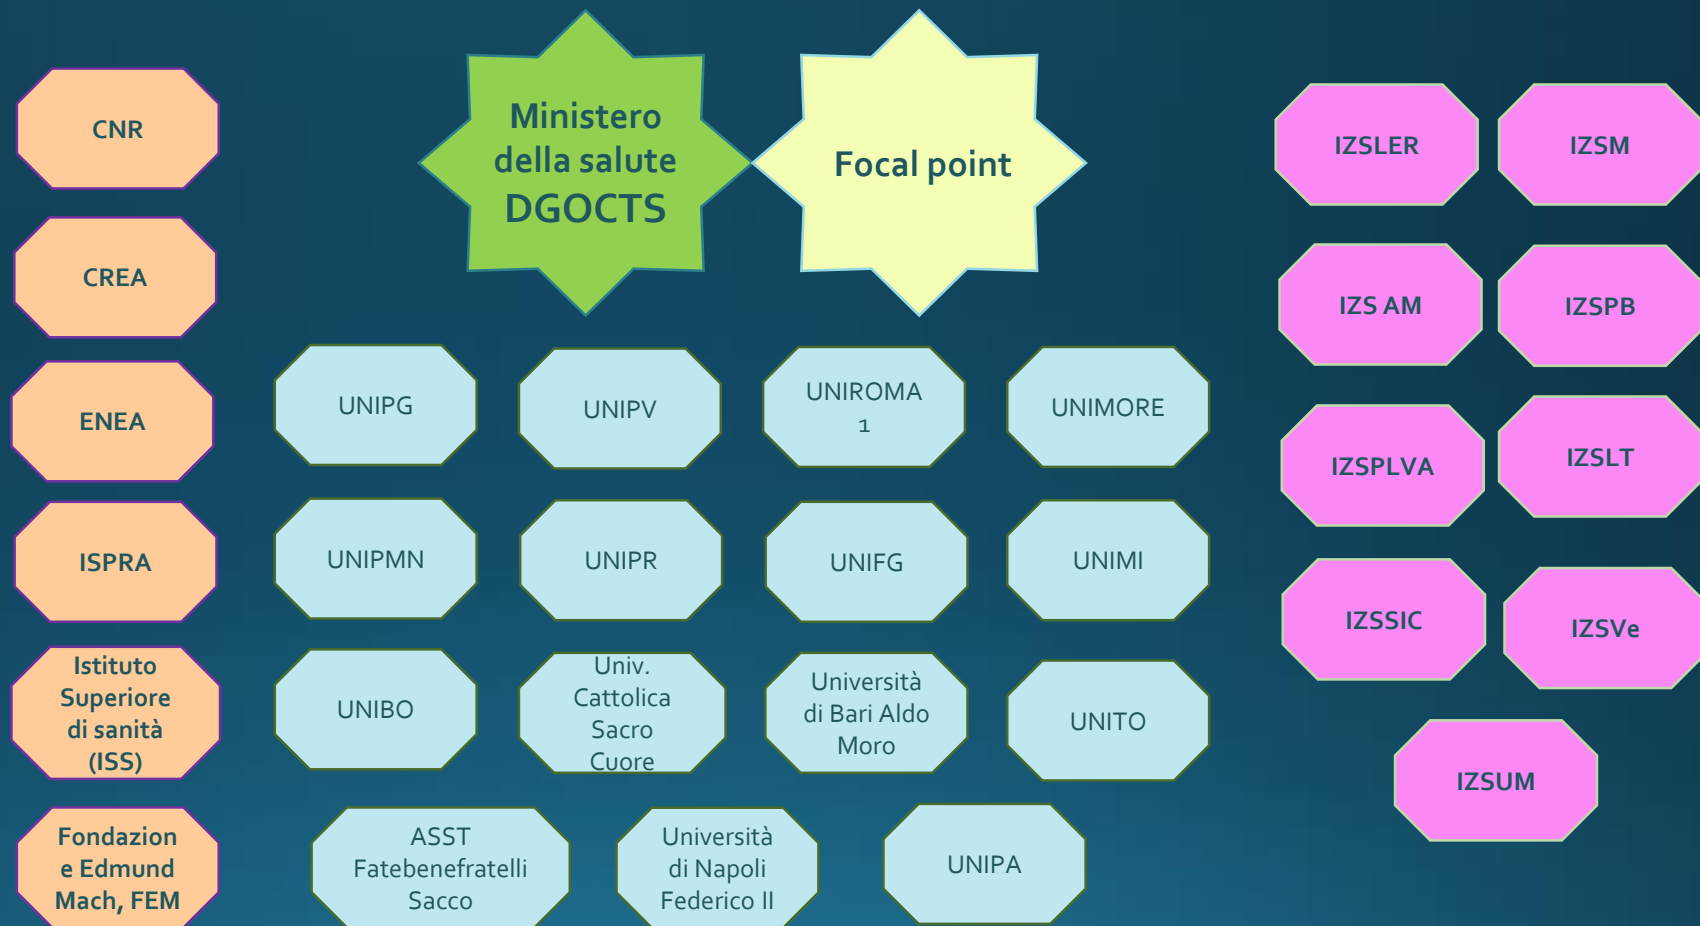 Ministero
della salute
DGOCTS
Focal point
CNR
CREA
ENEA
ISPRA
Istituto
Superiore
di sanità
(ISS)
Fondazion
e Edmund
Mach, FEM
UNIPG
UNIPV
UNIROMA
1
UNIMORE
UNIPMN
UNIPR
UNIFG
UNIMI
UNIBO
Univ.
Cattolica
Sacro
Cuore
Università
di Bari Aldo
Moro
UNITO
ASST
Fatebenefratelli
Sacco
Università
di Napoli
Federico II
UNIPA
IZSLER
IZSM
IZS AM
IZSPB
IZSPLVA
IZSLT
IZSSIC
IZSVe
IZSUM